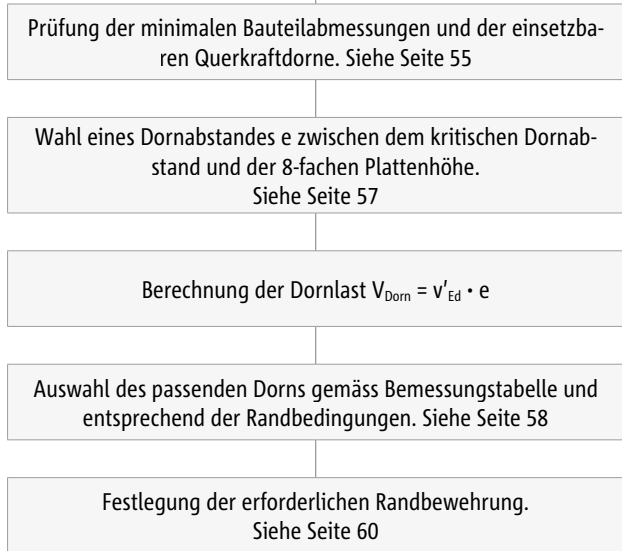 Prüfung der minimalen Bauteilabmessungen und der einsetzba-
ren Querkraftdorne. Siehe Seite 55
Wahl eines Dornabstandes e zwischen dem kritischen Dornab-
stand und der 8-fachen Plattenhöhe.
Siehe Seite 57
Berechnung der Dornlast V_Dorn = v'_Ed · e
Auswahl des passenden Dorns gemäss Bemessungstabelle und
entsprechend der Randbedingungen. Siehe Seite 58
Festlegung der erforderlichen Randbewehrung.
Siehe Seite 60